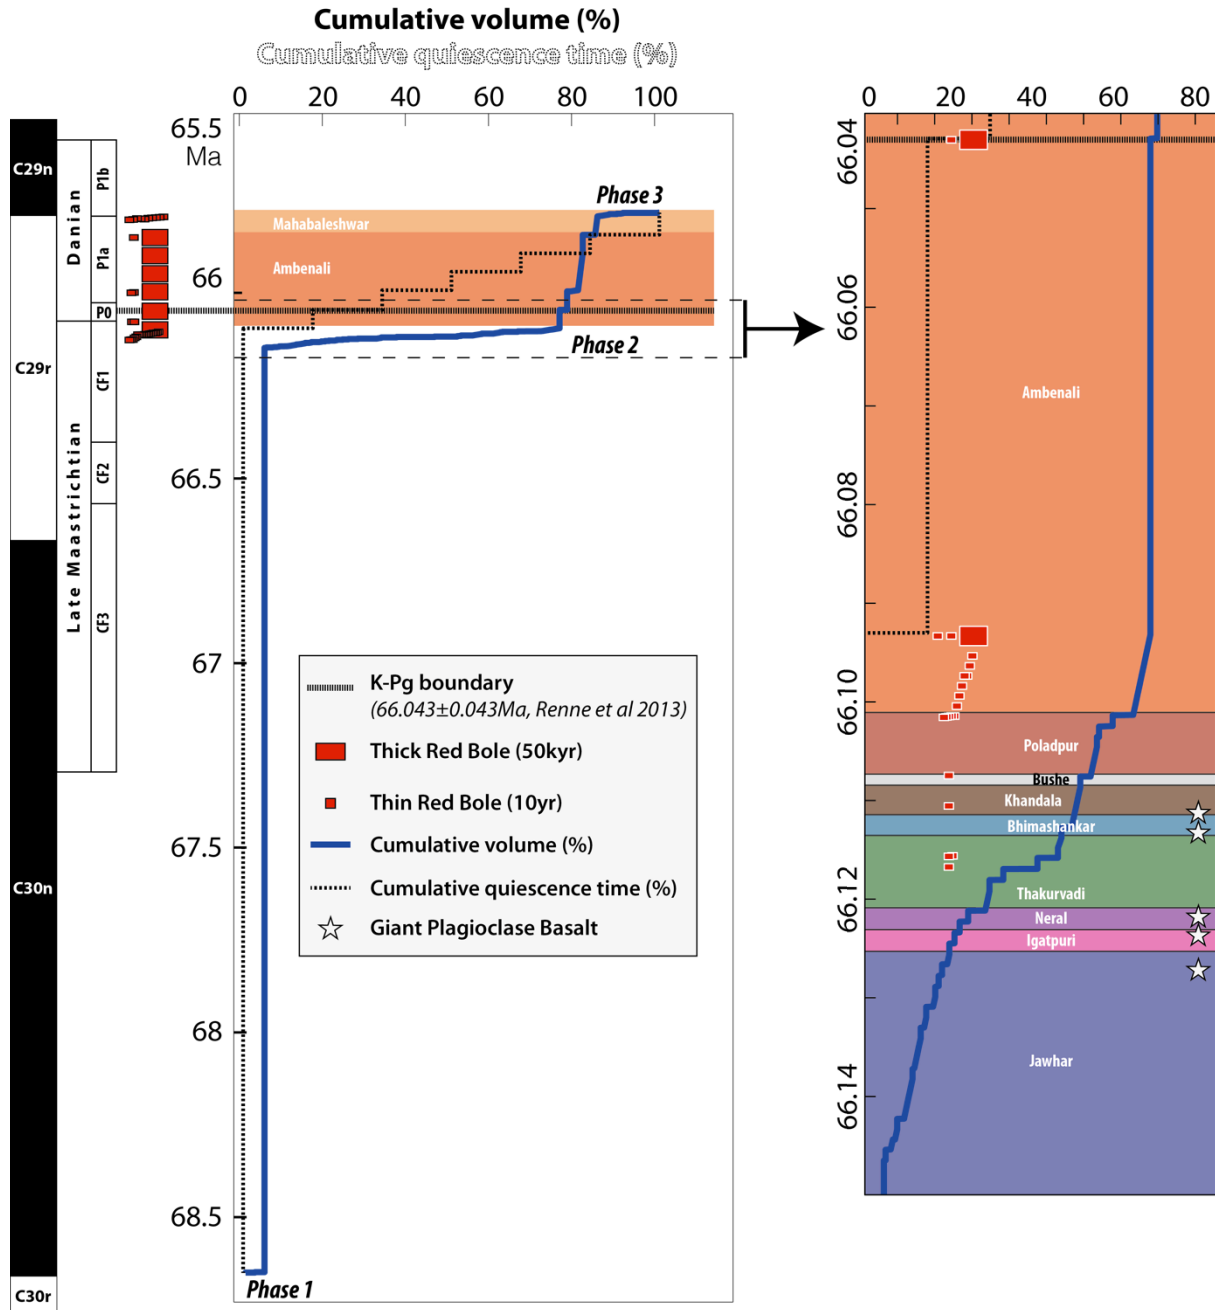 Cumulative volume (%)
Cumulative quiescence time (%)
0 20 40 60 80 100
65.5
Ma
66
66.5
67
67.5
68
68.5
C29n
C29r
C30n
C30r
Danian
Late Maastrichtian
P1b
P1a
P0
CF1
CF2
CF3
Mahabaleshwar
Ambenali
Phase 3
Phase 2
Phase 1
K-Pg boundary
(66.043±0.043Ma, Renne et al 2013)
Thick Red Bole (50kyr)
Thin Red Bole (10yr)
Cumulative volume (%)
Cumulative quiescence time (%)
Giant Plagioclase Basalt
0 20 40 60 80
66.04
66.06
66.08
66.10
66.12
66.14
Ambenali
Poladpur
Bushe
Khandala
Bhimashankar
Thakurvadi
Neral
Igatpuri
Jawhar